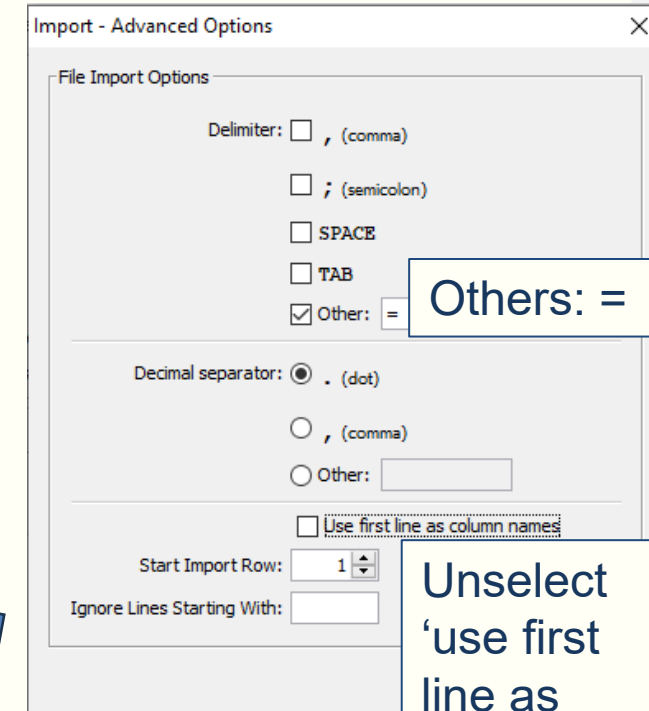 Import - Advanced Options
File Import Options
Delimiter: , (comma)
; (semicolon)
SPACE
TAB
Other: =
Others: =
Decimal separator: . (dot)
, (comma)
Other:
Use first line as column names
Start Import Row: 1
Ignore Lines Starting With:
Unselect
‘use first
line as